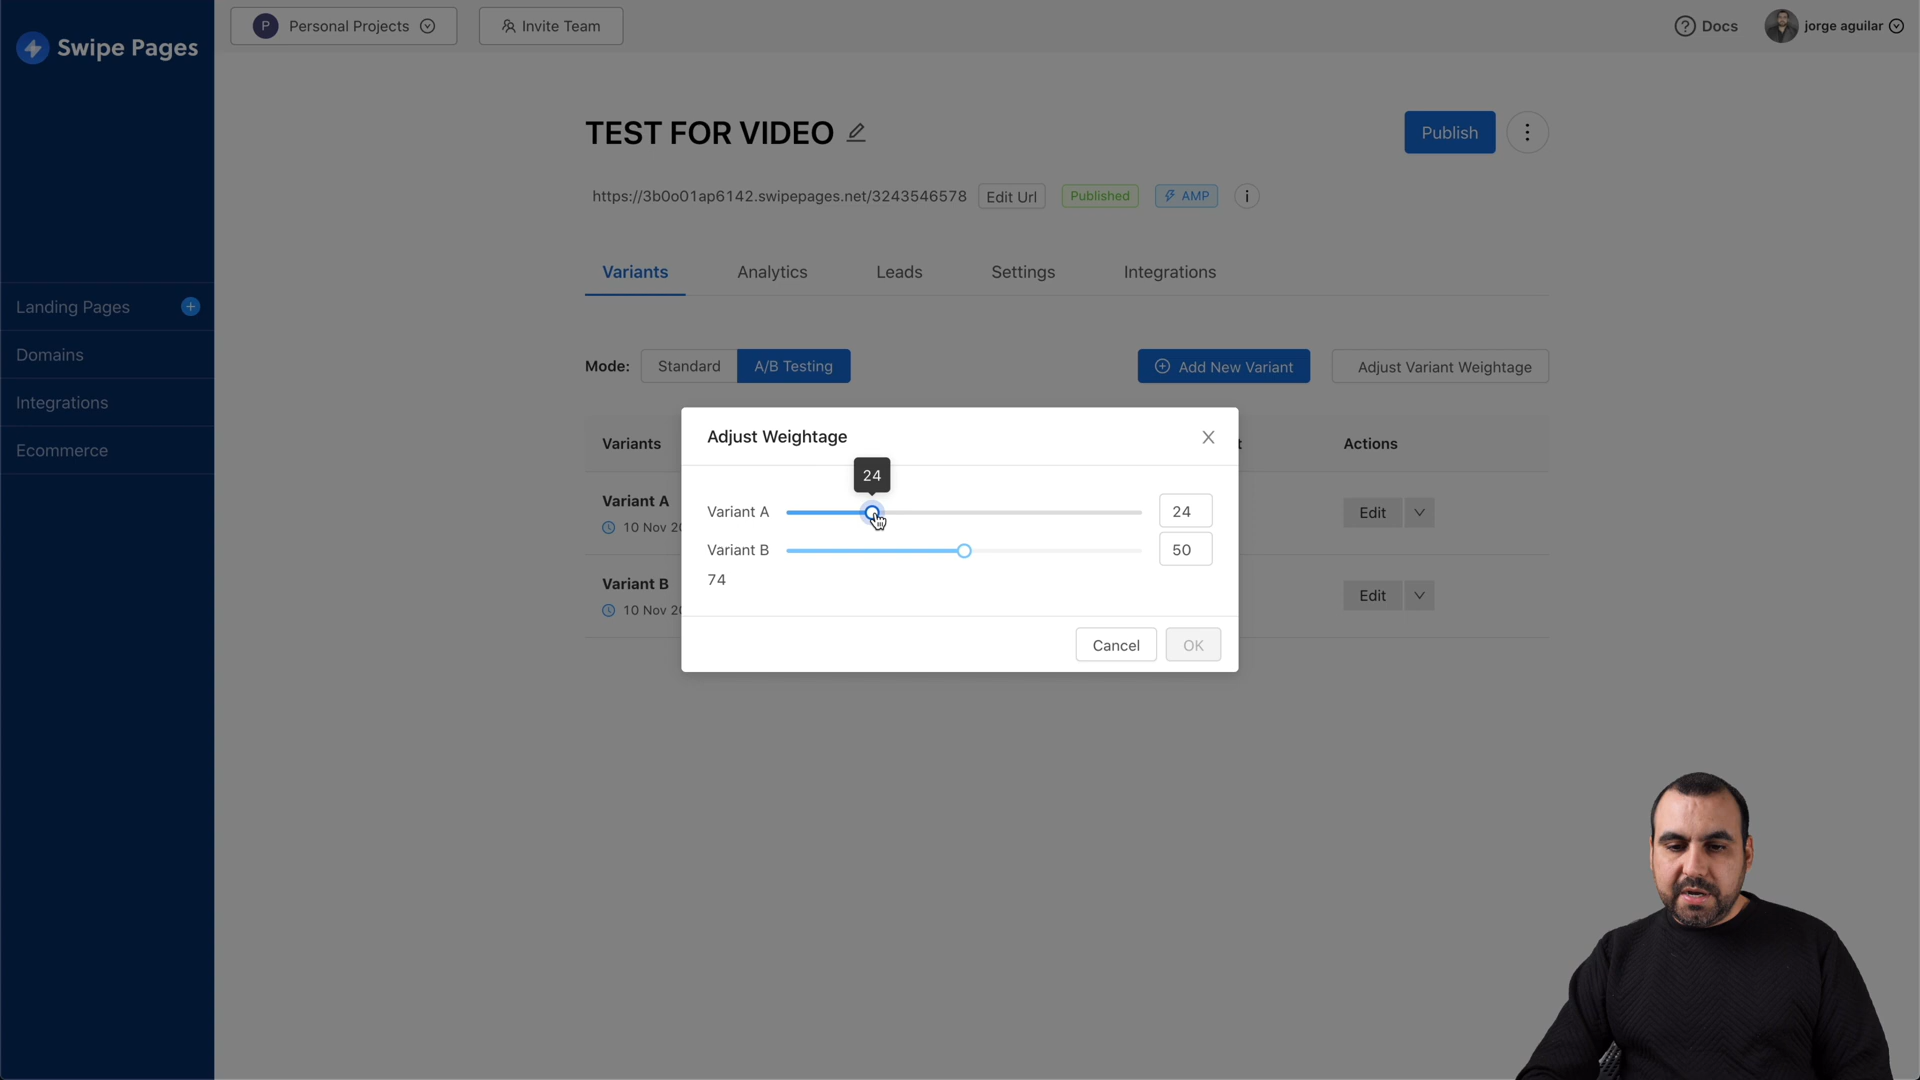 Swipe Pages
P Personal Projects
Invite Team
Docs
jorge aguilar
TEST FOR VIDEO
Publish
https://3b0o01ap6142.swipepages.net/3243546578
Edit Url
Published
AMP
i
Variants
Analytics
Leads
Settings
Integrations
Landing Pages
Domains
Integrations
Ecommerce
Mode:
Standard
A/B Testing
Add New Variant
Adjust Variant Weightage
Variants
Actions
Variant A
10 Nov
Edit
Variant B
10 Nov
Edit
Adjust Weightage
24
Variant A
24
Variant B
50
74
Cancel
OK